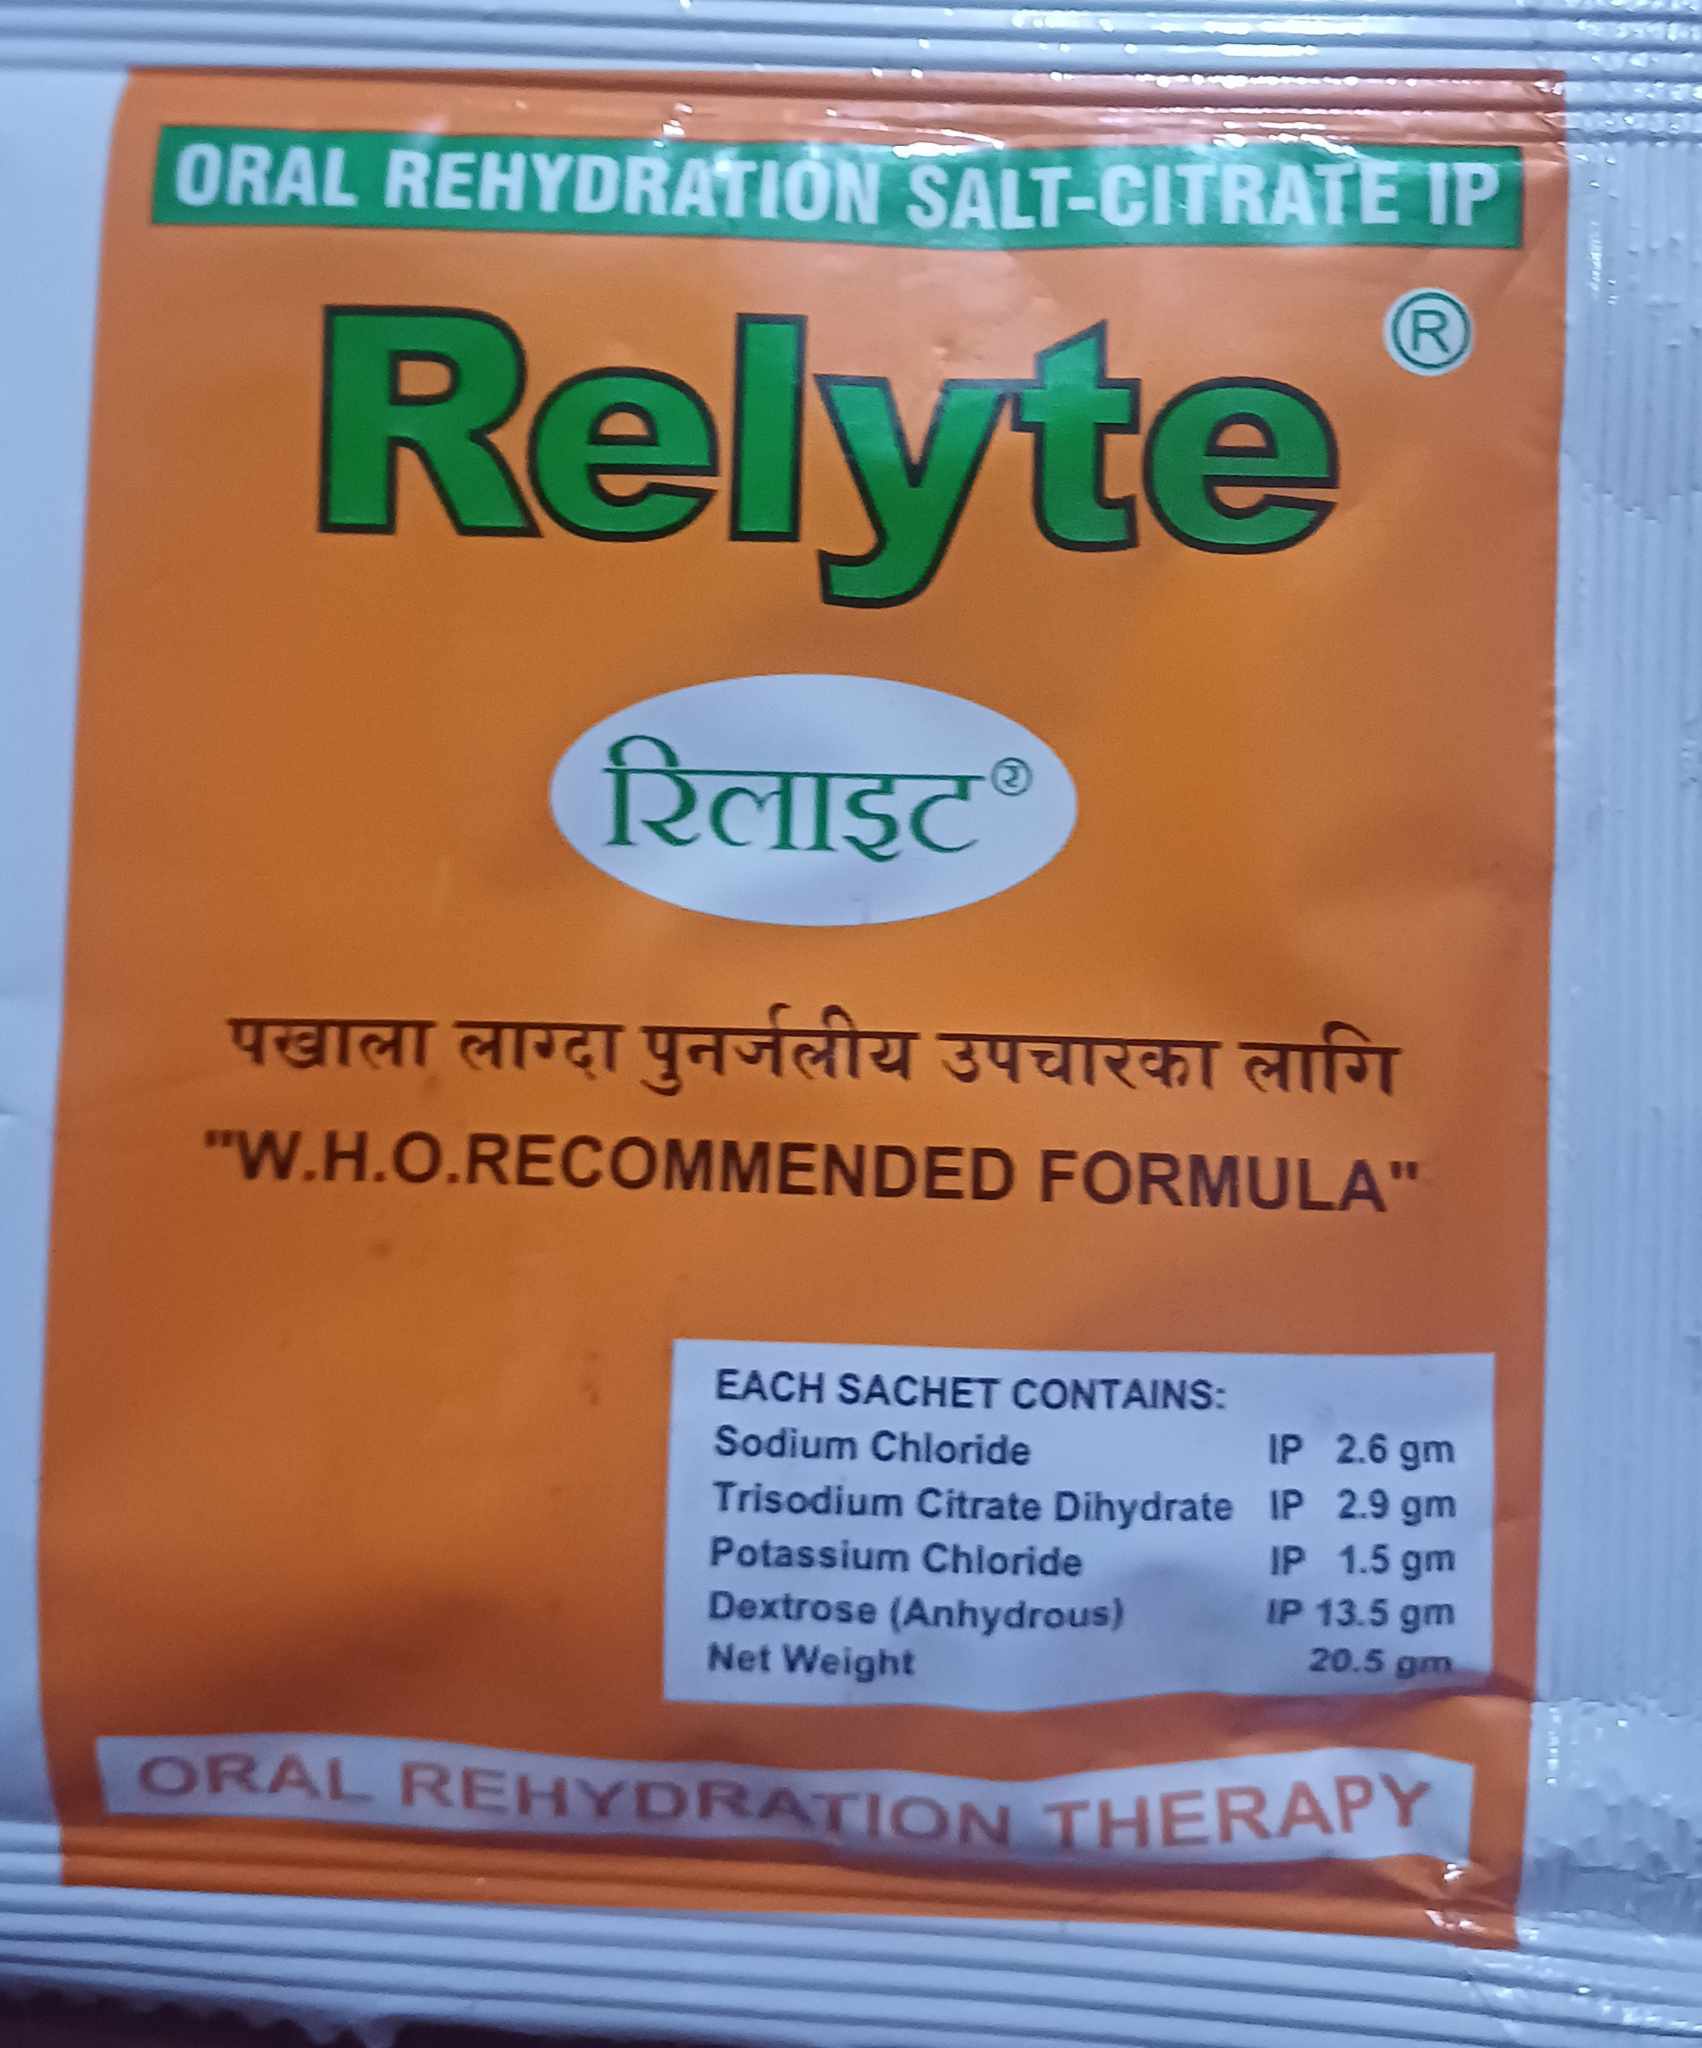 ORAL REHYDRATION SALT-CITRATE IP
Relyte ®
रिलाइट ®
पखाला लाग्दा पुनर्जलीय उपचारका लागि
"W.H.O.RECOMMENDED FORMULA"
EACH SACHET CONTAINS:
Sodium Chloride IP 2.6 gm
Trisodium Citrate Dihydrate IP 2.9 gm
Potassium Chloride IP 1.5 gm
Dextrose (Anhydrous) IP 13.5 gm
Net Weight 20.5 gm
ORAL REHYDRATION THERAPY